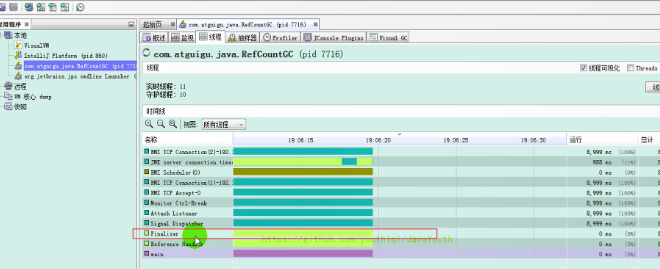 应用程序
本地
VisualVM
IntelliJ Platform (pid 860)
com.atguigu.java.RefCountGC (pid 7716)
org.jetbrains.jps.cmdline.Launcher (
远程
VM 核心 dump
快照
起始页
com.atguigu.java.RefCountGC (pid 7716)
概述 监视 线程 抽样器 Profiler JConsole Plugins Visual GC
com.atguigu.java.RefCountGC (pid 7716)
线程
线程可视化 Threads
实时线程: 11
守护线程: 10
时间线
视图: 所有线程
名称 19:06:15 19:06:20 19:06:25 19:06:30 运行 总计
RMI TCP Connection(2)-192. 8,999 ms (100%)
JMX server connection timeo 988 ms (11%)
RMI Scheduler(0) 0 ms (0%)
RMI TCP Connection(1)-192. 8,999 ms (100%)
RMI TCP Accept-0 8,999 ms (100%)
Monitor Ctrl-Break 8,999 ms (100%)
Attach Listener 8,999 ms (100%)
Signal Dispatcher 8,999 ms (100%)
Finalizer 0 ms (0%)
Reference Handler 0 ms (0%)
main 0 ms (0%)
https://github.com/youthlql/JavaYouth